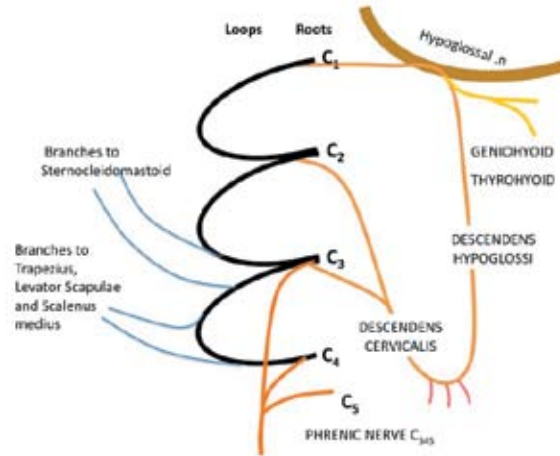 Loops Roots
Hypoglossal .n
C₁
C₂
Branches to
Sternocleidomastoid
GENIOHYOID
THYROHYOID
DESCENDENS
HYPOGLOSSI
Branches to
Trapezius,
Levator Scapulae
and Scalenus
medius
C₃
DESCENDENS
CERVICALIS
C₄
C₅
PHRENIC NERVE C₃₄₅